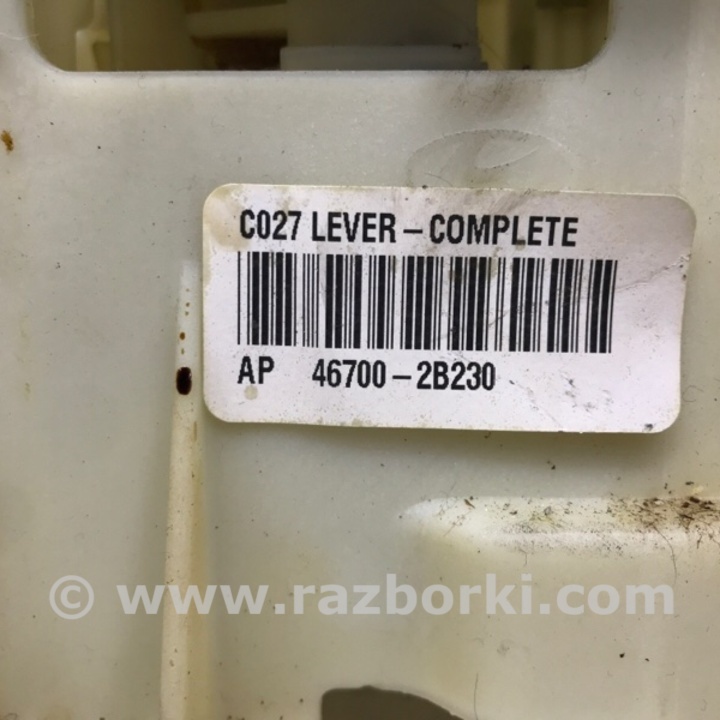 C027 LEVER – COMPLETE
AP 46700 – 2B230
© www.razborki.com